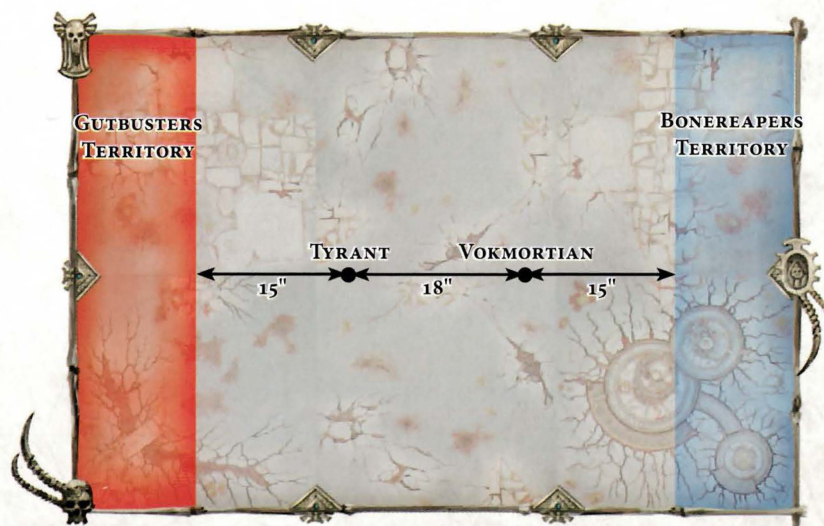 GUTBUSTERS
TERRITORY
BONEREAPERS
TERRITORY
TYRANT
VOKMORTIAN
15"
18"
15"